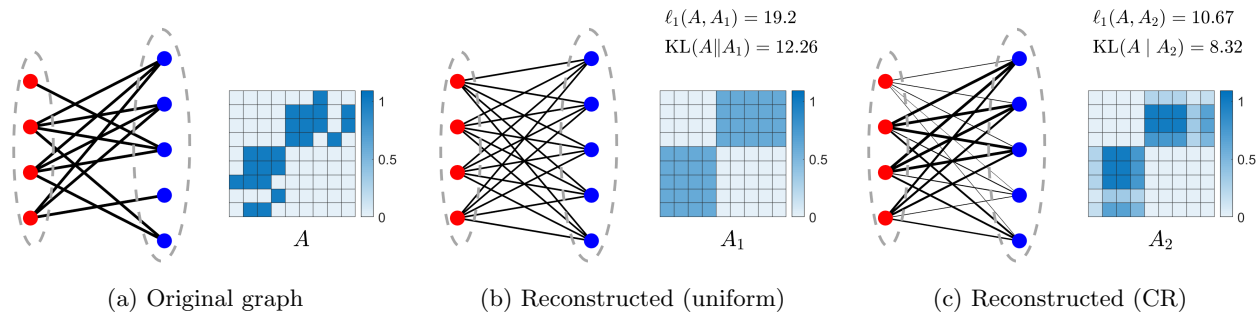 1
0.5
0
A
(a) Original graph
ℓ₁(A, A₁) = 19.2
KL(A‖A₁) = 12.26
1
0.5
0
A₁
(b) Reconstructed (uniform)
ℓ₁(A, A₂) = 10.67
KL(A | A₂) = 8.32
1
0.5
0
A₂
(c) Reconstructed (CR)